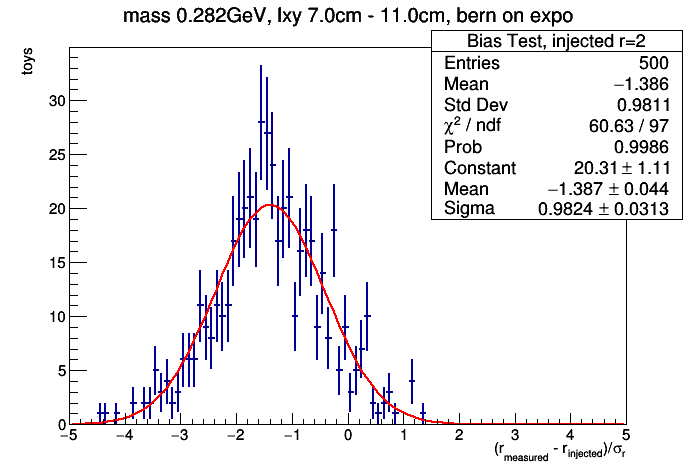 mass 0.282GeV, lxy 7.0cm - 11.0cm, bern on expo
Bias Test, injected r=2
Entries 500
Mean −1.386
Std Dev 0.9811
χ² / ndf 60.63 / 97
Prob 0.9986
Constant 20.31 ± 1.11
Mean −1.387 ± 0.044
Sigma 0.9824 ± 0.0313
toys
30
25
20
15
10
5
0
−5 −4 −3 −2 −1 0 1 2 3 4 5
(r_measured - r_injected)/σ_r